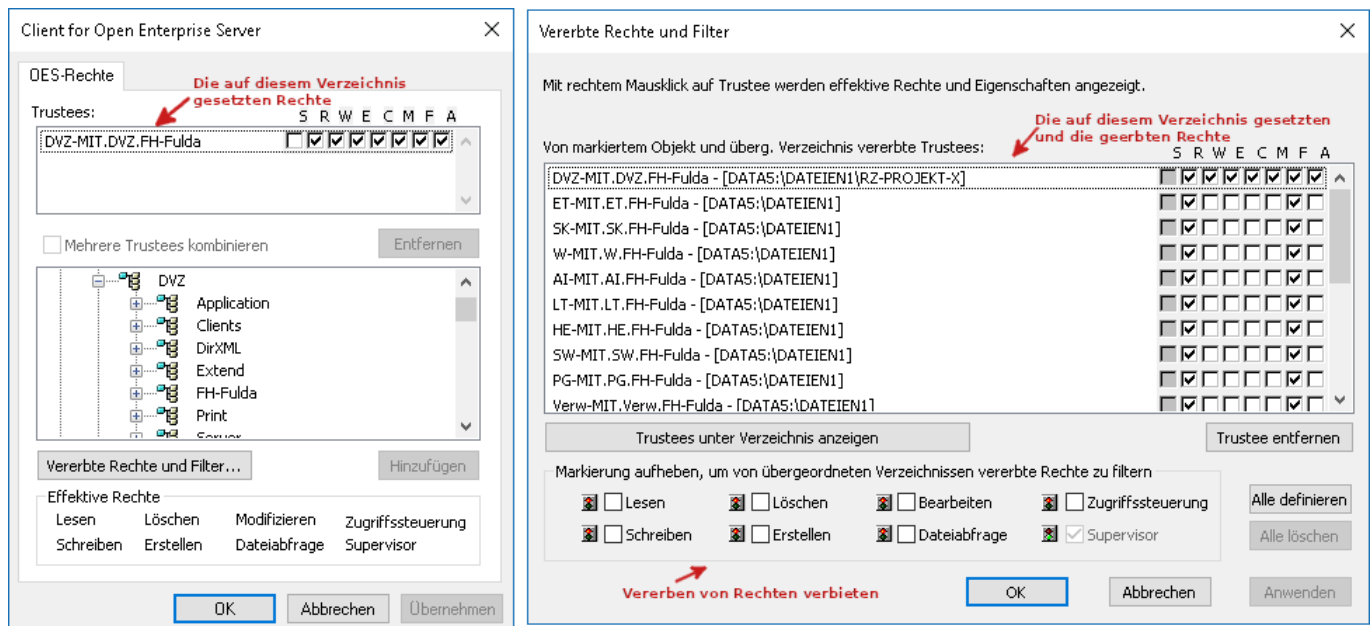 Client for Open Enterprise Server
OES-Rechte
Die auf diesem Verzeichnis
gesetzten Rechte
Trustees:
S R W E C M F A
DVZ-MIT.DVZ.FH-Fulda
Mehrere Trustees kombinieren
Entfernen
DVZ
Application
Clients
DirXML
Extend
FH-Fulda
Print
Server
Vererbte Rechte und Filter...
Hinzufügen
Effektive Rechte
Lesen Löschen Modifizieren Zugriffssteuerung
Schreiben Erstellen Dateiabfrage Supervisor
OK
Abbrechen
Übernehmen
Vererbte Rechte und Filter
Mit rechtem Mausklick auf Trustee werden effektive Rechte und Eigenschaften angezeigt.
Die auf diesem Verzeichnis gesetzten
und die geerbten Rechte
Von markiertem Objekt und überg. Verzeichnis vererbte Trustees:
S R W E C M F A
DVZ-MIT.DVZ.FH-Fulda - [DATA5:\DATEIEN1\RZ-PROJEKT-X]
ET-MIT.ET.FH-Fulda - [DATA5:\DATEIEN1]
SK-MIT.SK.FH-Fulda - [DATA5:\DATEIEN1]
W-MIT.W.FH-Fulda - [DATA5:\DATEIEN1]
AI-MIT.AI.FH-Fulda - [DATA5:\DATEIEN1]
LT-MIT.LT.FH-Fulda - [DATA5:\DATEIEN1]
HE-MIT.HE.FH-Fulda - [DATA5:\DATEIEN1]
SW-MIT.SW.FH-Fulda - [DATA5:\DATEIEN1]
PG-MIT.PG.FH-Fulda - [DATA5:\DATEIEN1]
Verw-MIT.Verw.FH-Fulda - [DATA5:\DATEIEN1]
Trustees unter Verzeichnis anzeigen
Trustee entfernen
Markierung aufheben, um von übergeordneten Verzeichnissen vererbte Rechte zu filtern
Lesen Löschen Bearbeiten Zugriffssteuerung
Schreiben Erstellen Dateiabfrage Supervisor
Alle definieren
Alle löschen
Vererben von Rechten verbieten
OK
Abbrechen
Anwenden